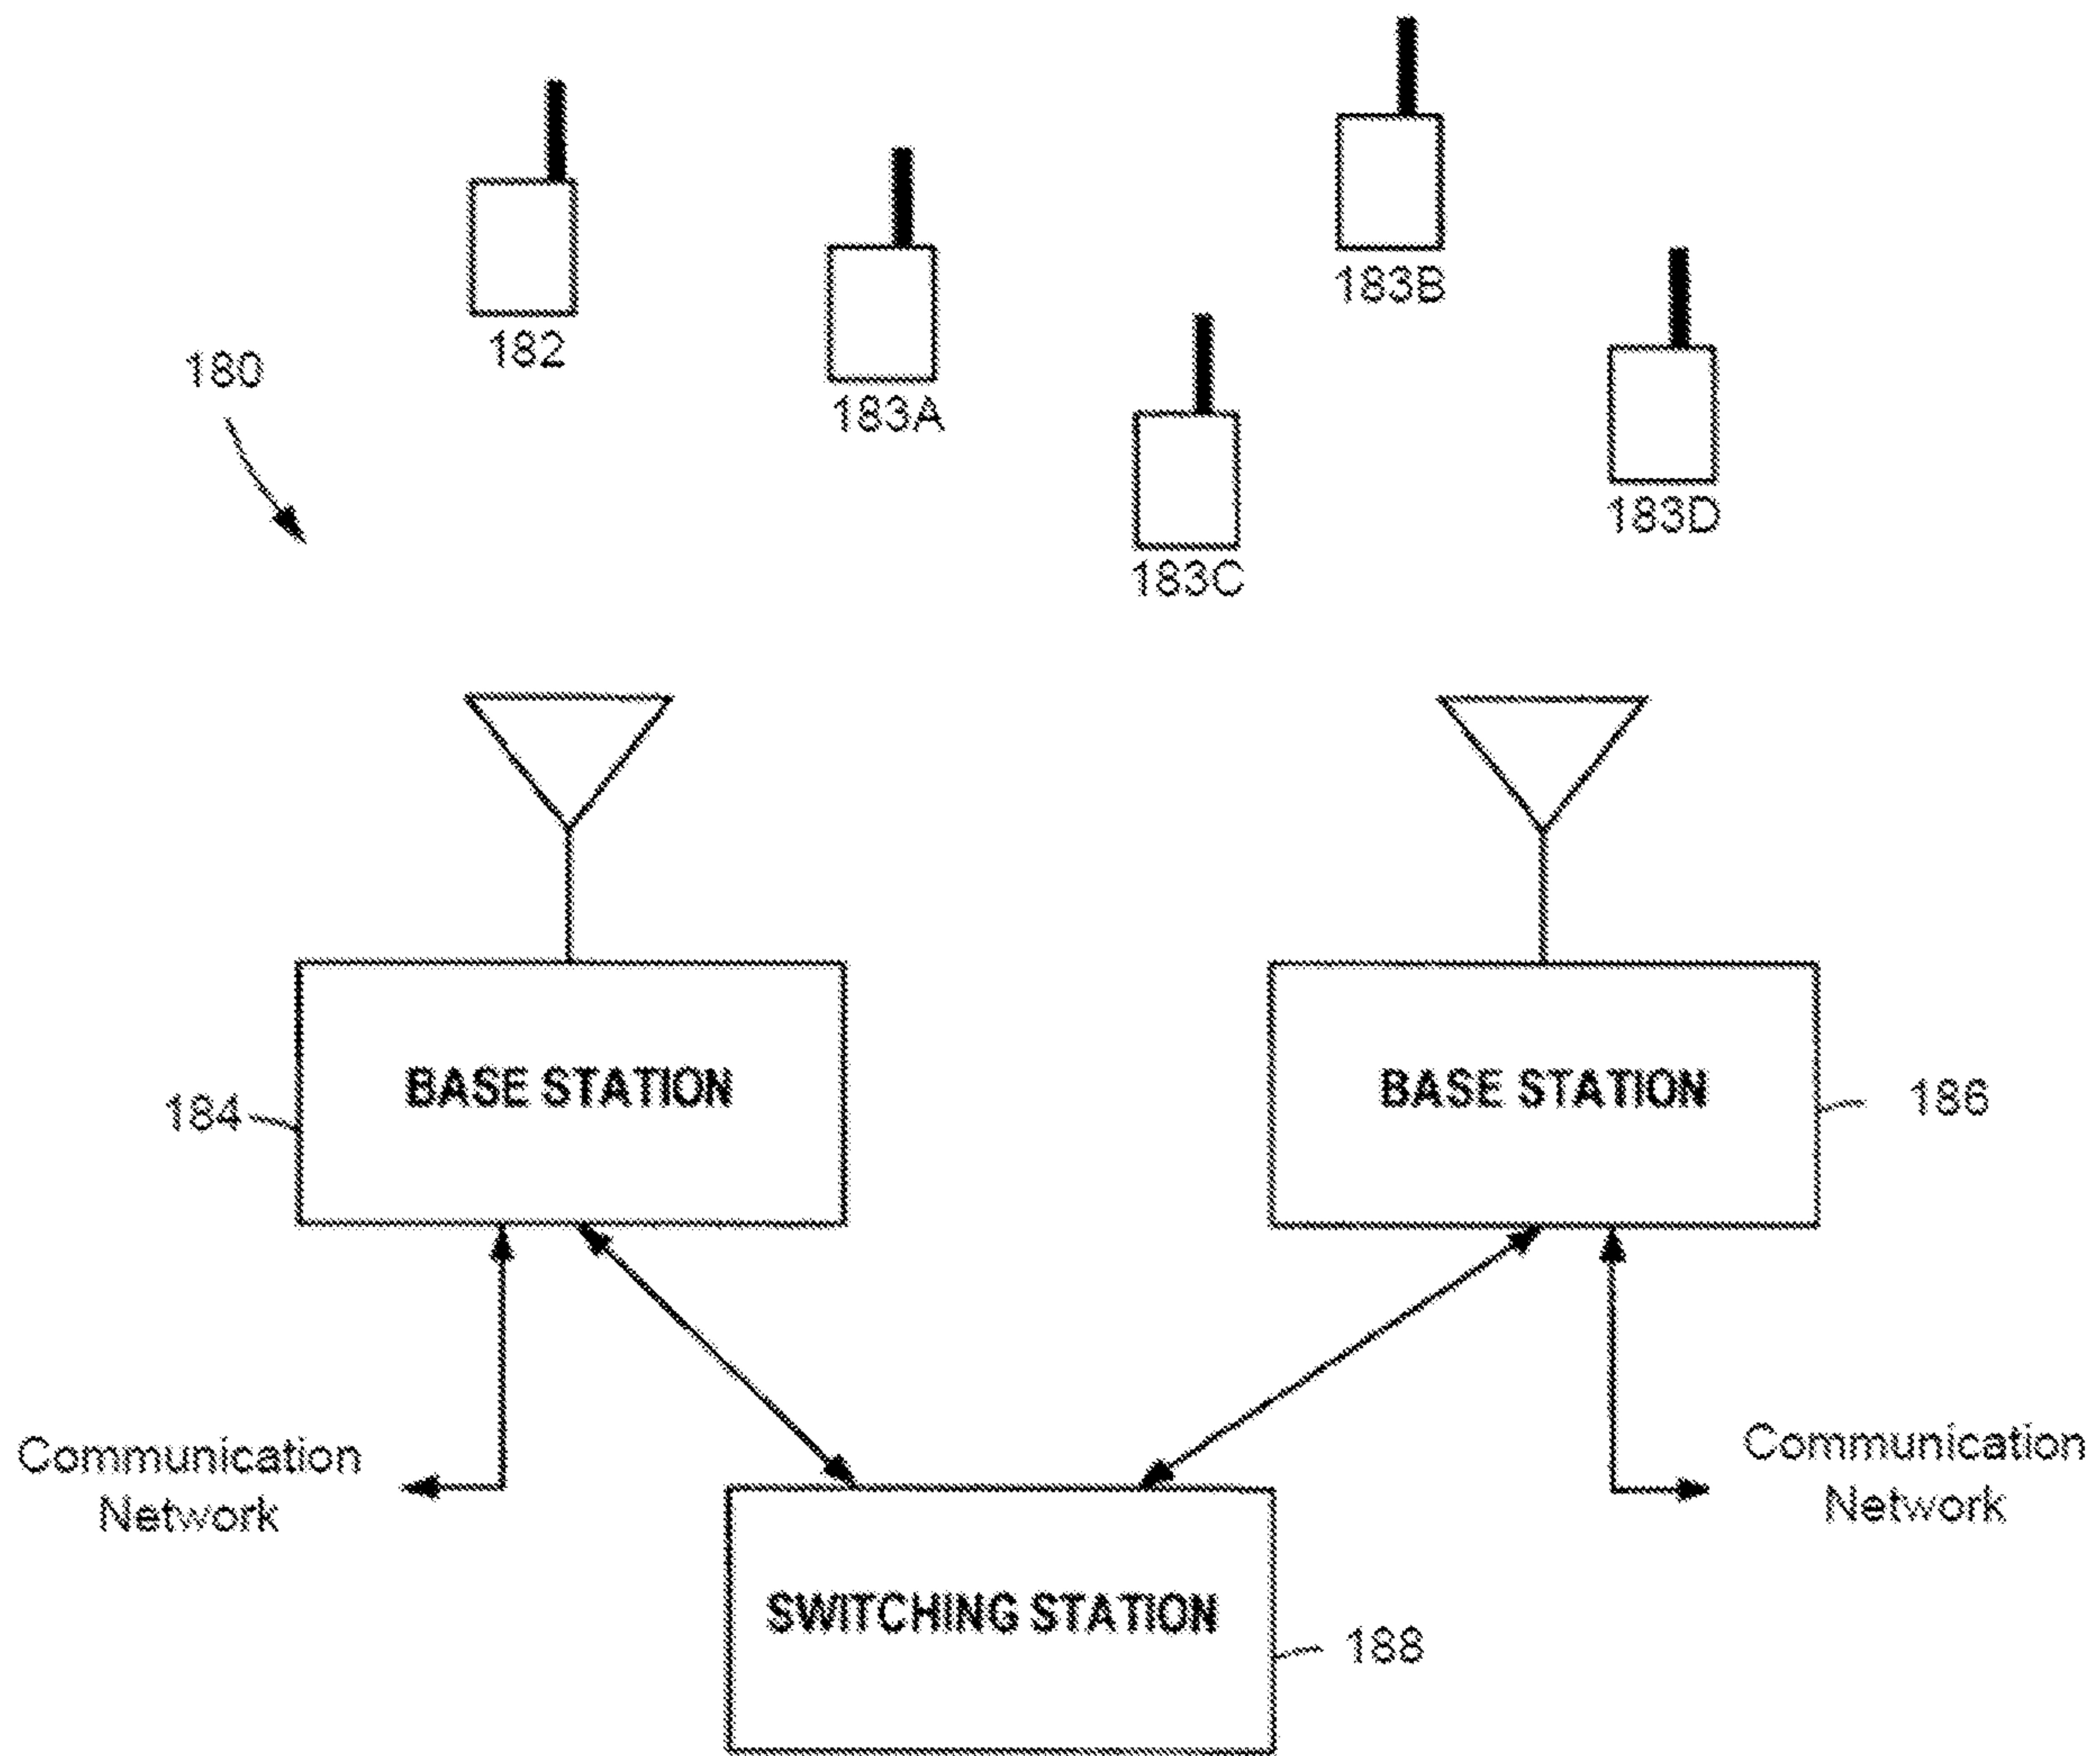 183B
182
180
183A
183D
183C
BASE STATION
BASE STATION
184
186
Communication
Network
Communication
Network
SWITCHING STATION
188